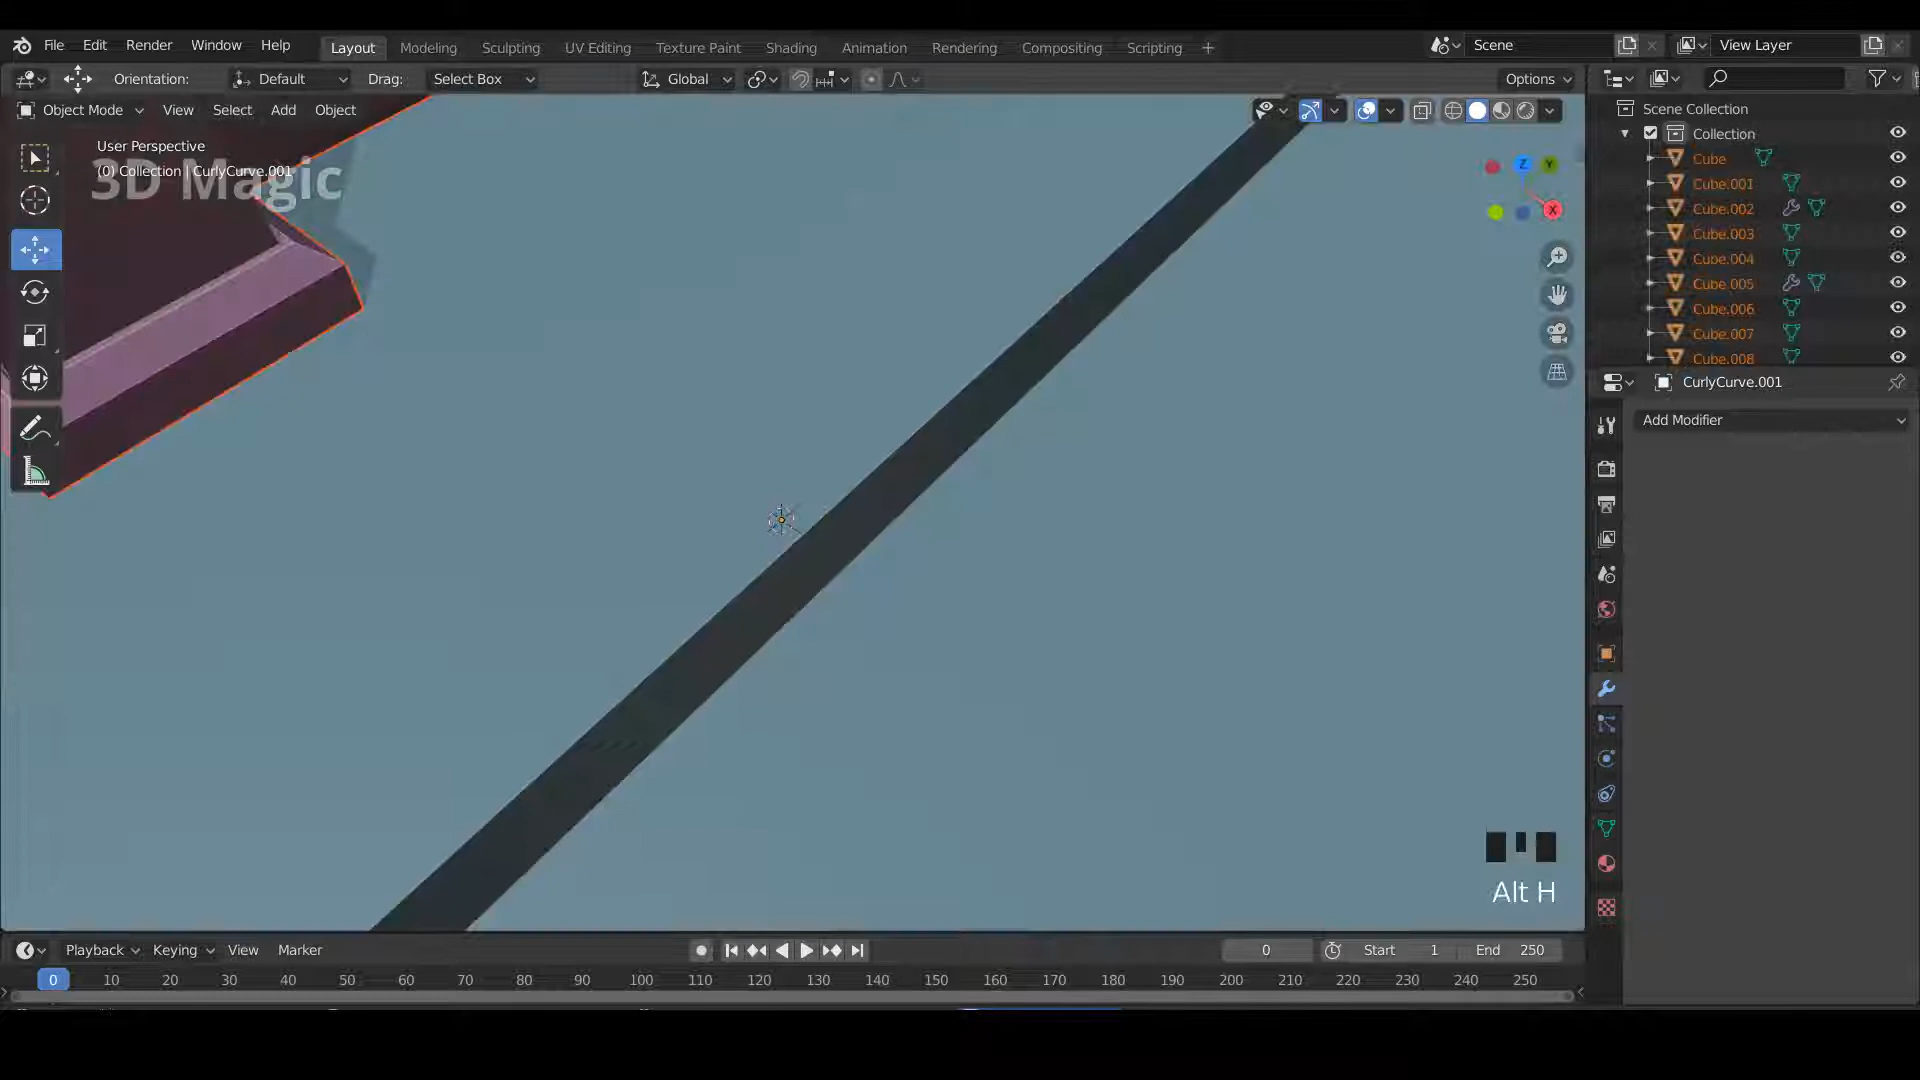 File Edit Render Window Help Layout Modeling Sculpting UV Editing Texture Paint Shading Animation Rendering Compositing Scripting + Scene View Layer
Orientation: Default Drag: Select Box Global Options
Object Mode View Select Add Object
Scene Collection
Collection
User Perspective
(0) Collection | CurlyCurve.001
3D Magic
Z Y X
Cube
Cube.001
Cube.002
Cube.003
Cube.004
Cube.005
Cube.006
Cube.007
Cube.008
CurlyCurve.001
Add Modifier
Alt H
Playback Keying View Marker 0 Start 1 End 250
0 10 20 30 40 50 60 70 80 90 100 110 120 130 140 150 160 170 180 190 200 210 220 230 240 250